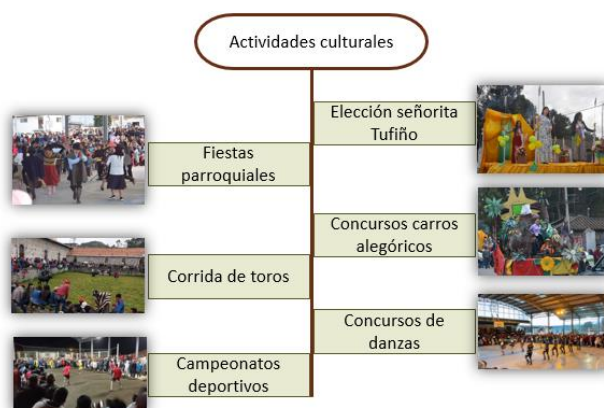 Actividades culturales
Elección señorita
Tufiño
Fiestas
parroquiales
Concursos carros
alegóricos
Corrida de toros
Concursos de
danzas
Campeonatos
deportivos